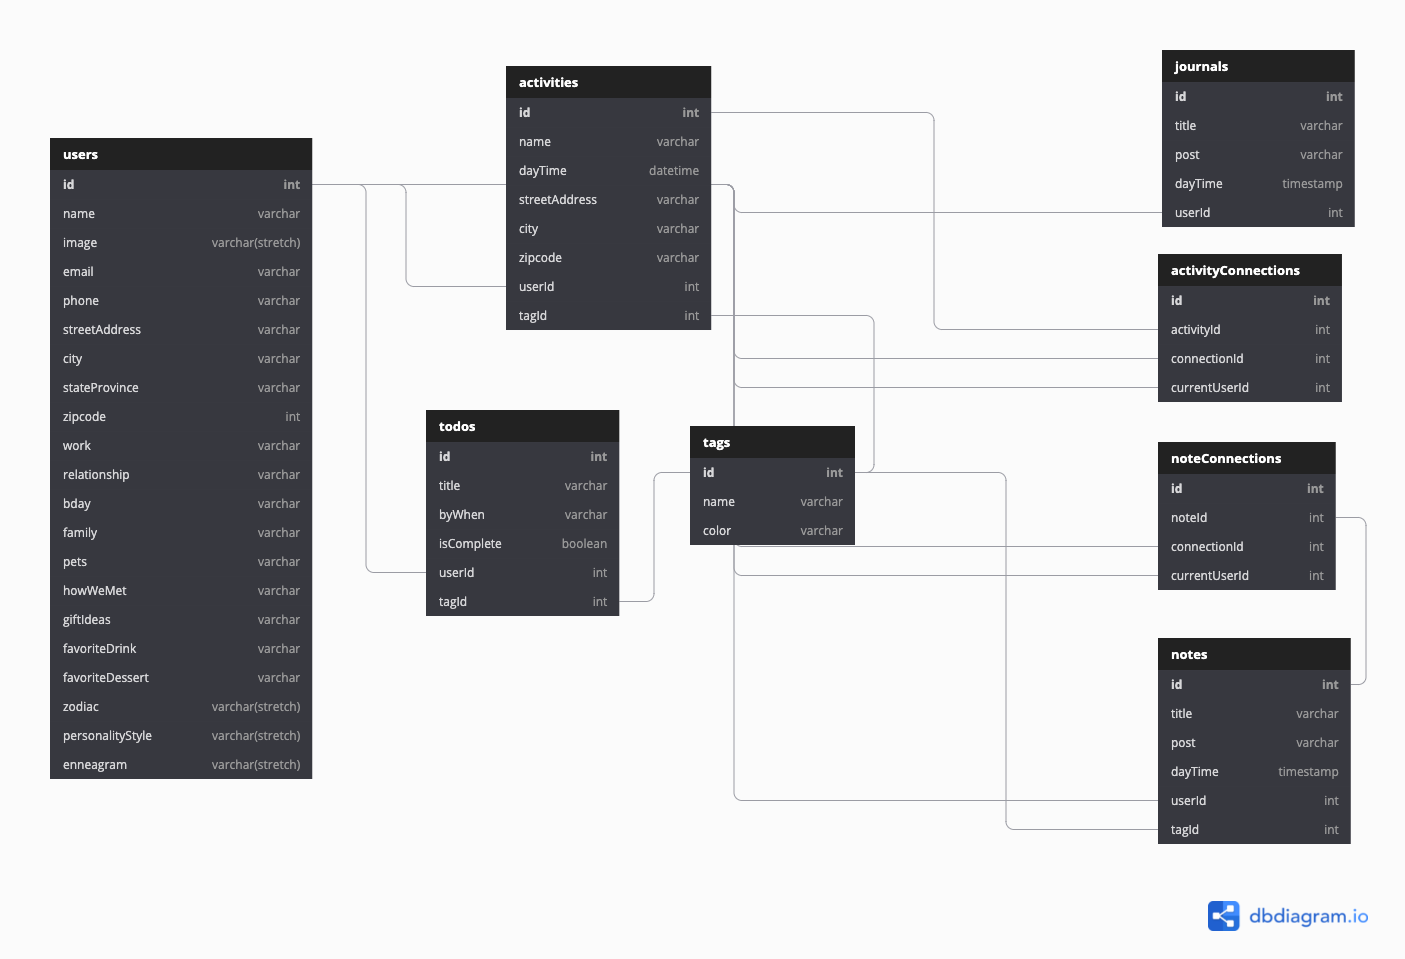 users
id int
name varchar
image varchar(stretch)
email varchar
phone varchar
streetAddress varchar
city varchar
stateProvince varchar
zipcode int
work varchar
relationship varchar
bday varchar
family varchar
pets varchar
howWeMet varchar
giftIdeas varchar
favoriteDrink varchar
favoriteDessert varchar
zodiac varchar(stretch)
personalityStyle varchar(stretch)
enneagram varchar(stretch)
activities
id int
name varchar
dayTime datetime
streetAddress varchar
city varchar
zipcode varchar
userId int
tagId int
todos
id int
title varchar
byWhen varchar
isComplete boolean
userId int
tagId int
tags
id int
name varchar
color varchar
journals
id int
title varchar
post varchar
dayTime timestamp
userId int
activityConnections
id int
activityId int
connectionId int
currentUserId int
noteConnections
id int
noteId int
connectionId int
currentUserId int
notes
id int
title varchar
post varchar
dayTime timestamp
userId int
tagId int
dbdiagram.io